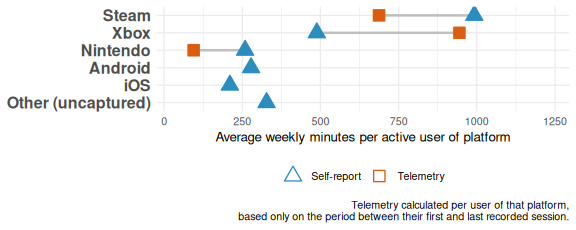 Steam
Xbox
Nintendo
Android
iOS
Other (uncaptured)
0 250 500 750 1000 1250
Average weekly minutes per active user of platform
Self-report Telemetry
Telemetry calculated per user of that platform,
based only on the period between their first and last recorded session.